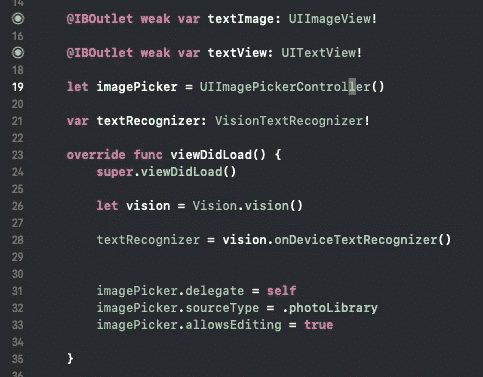 14
@IBOutlet weak var textImage: UIImageView!
16
@IBOutlet weak var textView: UITextView!
18
19 let imagePicker = UIImagePickerController()
20
21 var textRecognizer: VisionTextRecognizer!
22
23 override func viewDidLoad() {
24 super.viewDidLoad()
25
26 let vision = Vision.vision()
27
28 textRecognizer = vision.onDeviceTextRecognizer()
29
30
31 imagePicker.delegate = self
32 imagePicker.sourceType = .photoLibrary
33 imagePicker.allowsEditing = true
34
35 }
36